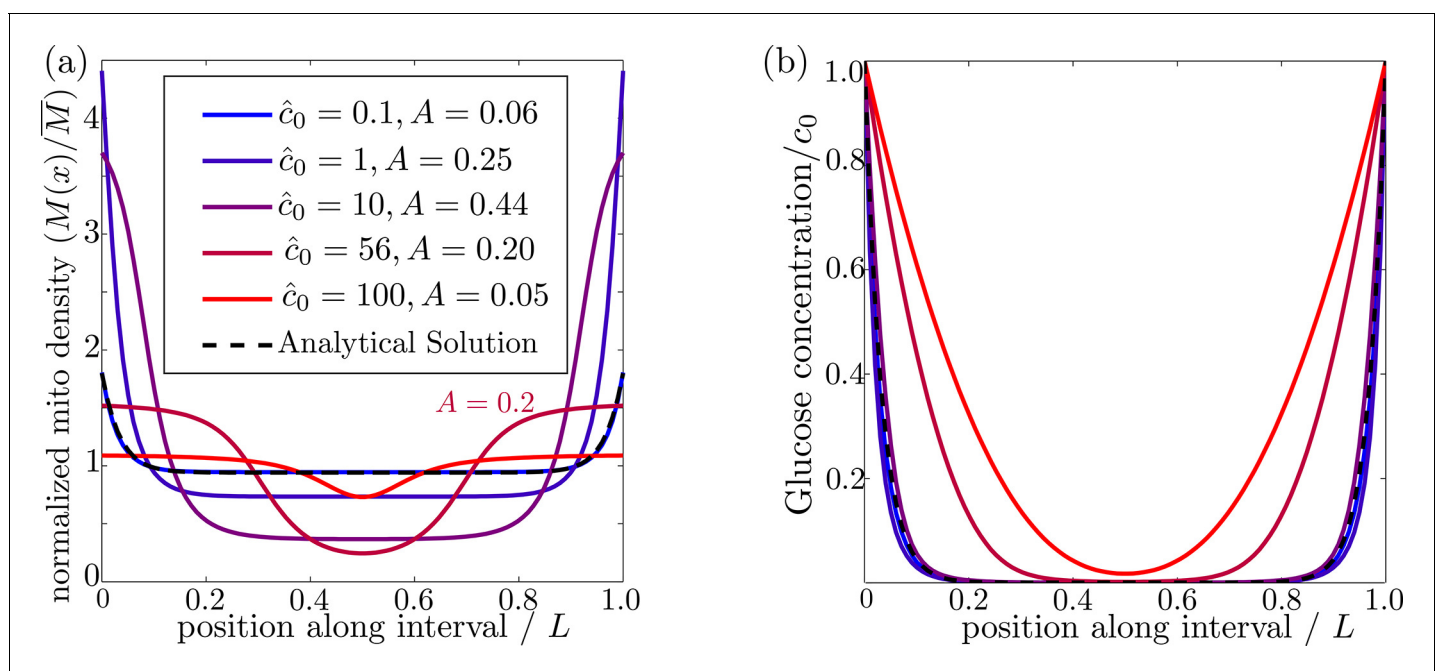 (a)
normalized mito density (M(x)/M̅)
4
3
2
1
0
ĉ₀ = 0.1, A = 0.06
ĉ₀ = 1, A = 0.25
ĉ₀ = 10, A = 0.44
ĉ₀ = 56, A = 0.20
ĉ₀ = 100, A = 0.05
Analytical Solution
A = 0.2
0 0.2 0.4 0.6 0.8 1.0
position along interval / L
(b)
Glucose concentration/c₀
1.0
0.8
0.6
0.4
0.2
0 0.2 0.4 0.6 0.8 1.0
position along interval / L